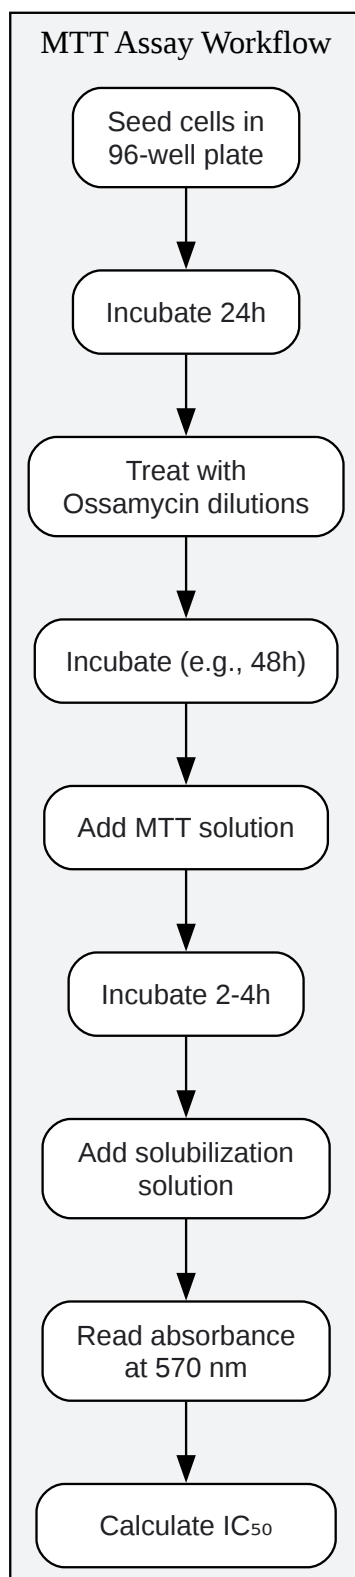 MTT Assay Workflow
Seed cells in
96-well plate
Incubate 24h
Treat with
Ossamycin dilutions
Incubate (e.g., 48h)
Add MTT solution
Incubate 2-4h
Add solubilization
solution
Read absorbance
at 570 nm
Calculate IC₅₀